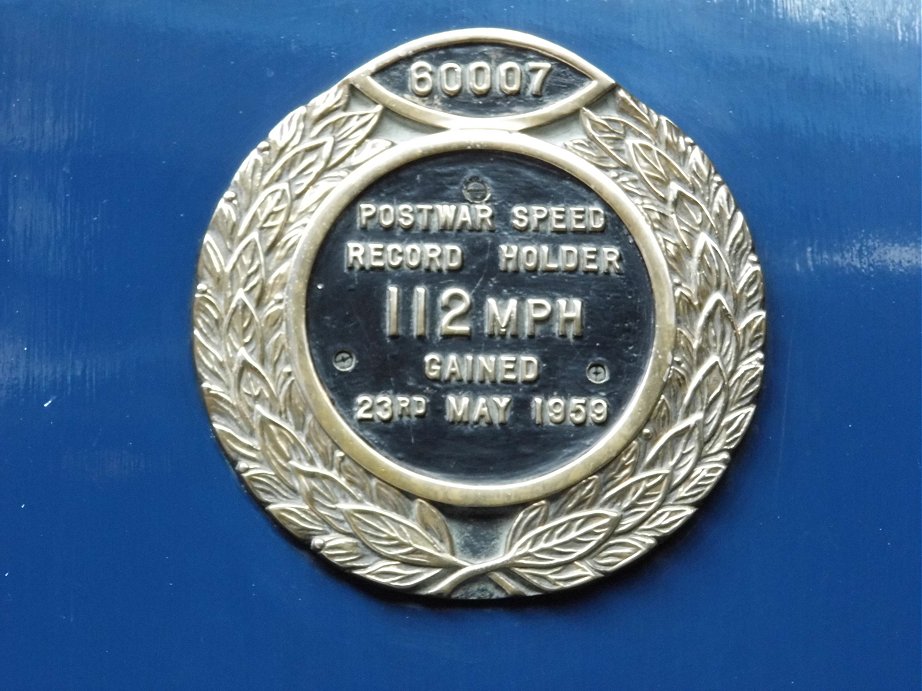 60007
POSTWAR SPEED
RECORD HOLDER
112 MPH
GAINED
23RD MAY 1959